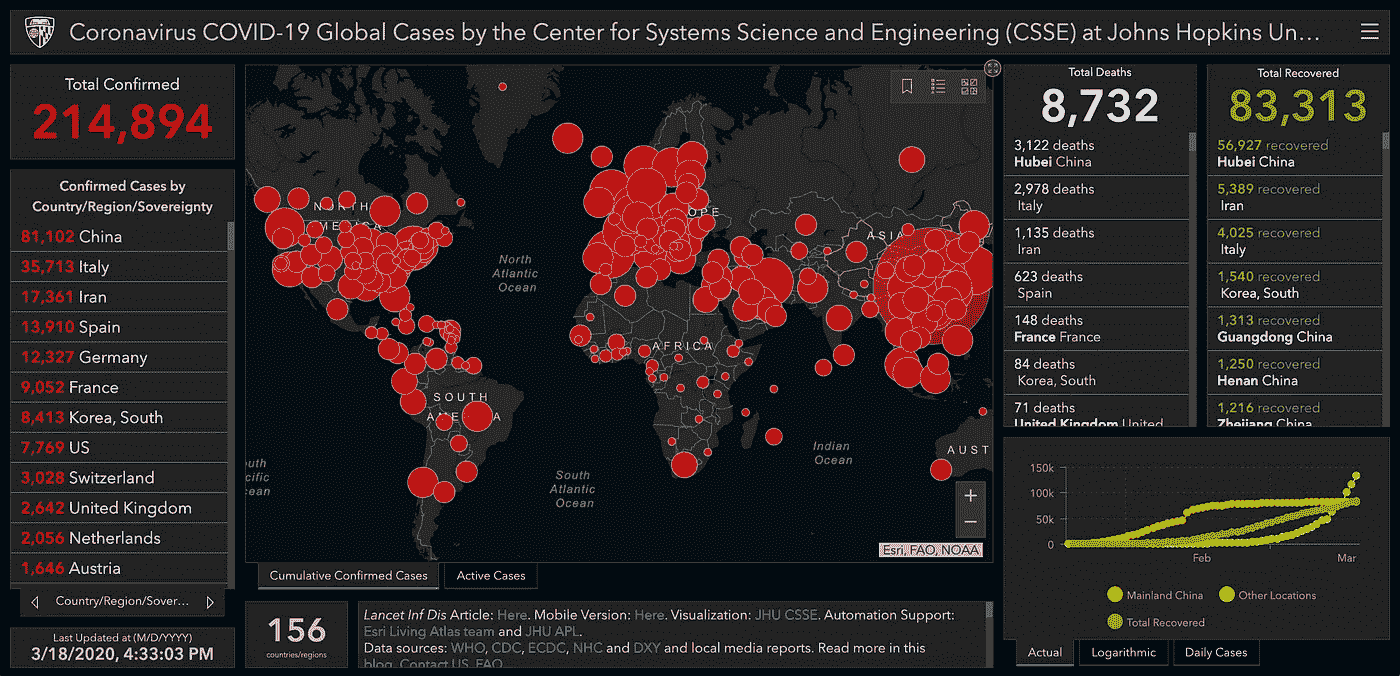 Coronavirus COVID-19 Global Cases by the Center for Systems Science and Engineering (CSSE) at Johns Hopkins Un...
Total Confirmed
214,894
Confirmed Cases by
Country/Region/Sovereignty
81,102 China
35,713 Italy
17,361 Iran
13,910 Spain
12,327 Germany
9,052 France
8,413 Korea, South
7,769 US
3,028 Switzerland
2,642 United Kingdom
2,056 Netherlands
1,646 Austria
Country/Region/Sover...
Last Updated at (M/D/YYYY)
3/18/2020, 4:33:03 PM
North
Atlantic
Ocean
AFRICA
ASIA
SOUTH
South
Atlantic
Ocean
Indian
Ocean
AUST
+
−
Esri, FAO, NOAA
Cumulative Confirmed Cases
Active Cases
156
countries/regions
Lancet Inf Dis Article: Here. Mobile Version: Here. Visualization: JHU CSSE. Automation Support:
Esri Living Atlas team and JHU APL.
Data sources: WHO, CDC, ECDC, NHC and DXY and local media reports. Read more in this
blog. Contact US. FAQ.
Total Deaths
8,732
3,122 deaths
Hubei China
2,978 deaths
Italy
1,135 deaths
Iran
623 deaths
Spain
148 deaths
France France
84 deaths
Korea, South
71 deaths
United Kingdom United
Total Recovered
83,313
56,927 recovered
Hubei China
5,389 recovered
Iran
4,025 recovered
Italy
1,540 recovered
Korea, South
1,313 recovered
Guangdong China
1,250 recovered
Henan China
1,216 recovered
Zhejiang China
150k
100k
50k
0
Feb
Mar
Mainland China
Other Locations
Total Recovered
Actual
Logarithmic
Daily Cases